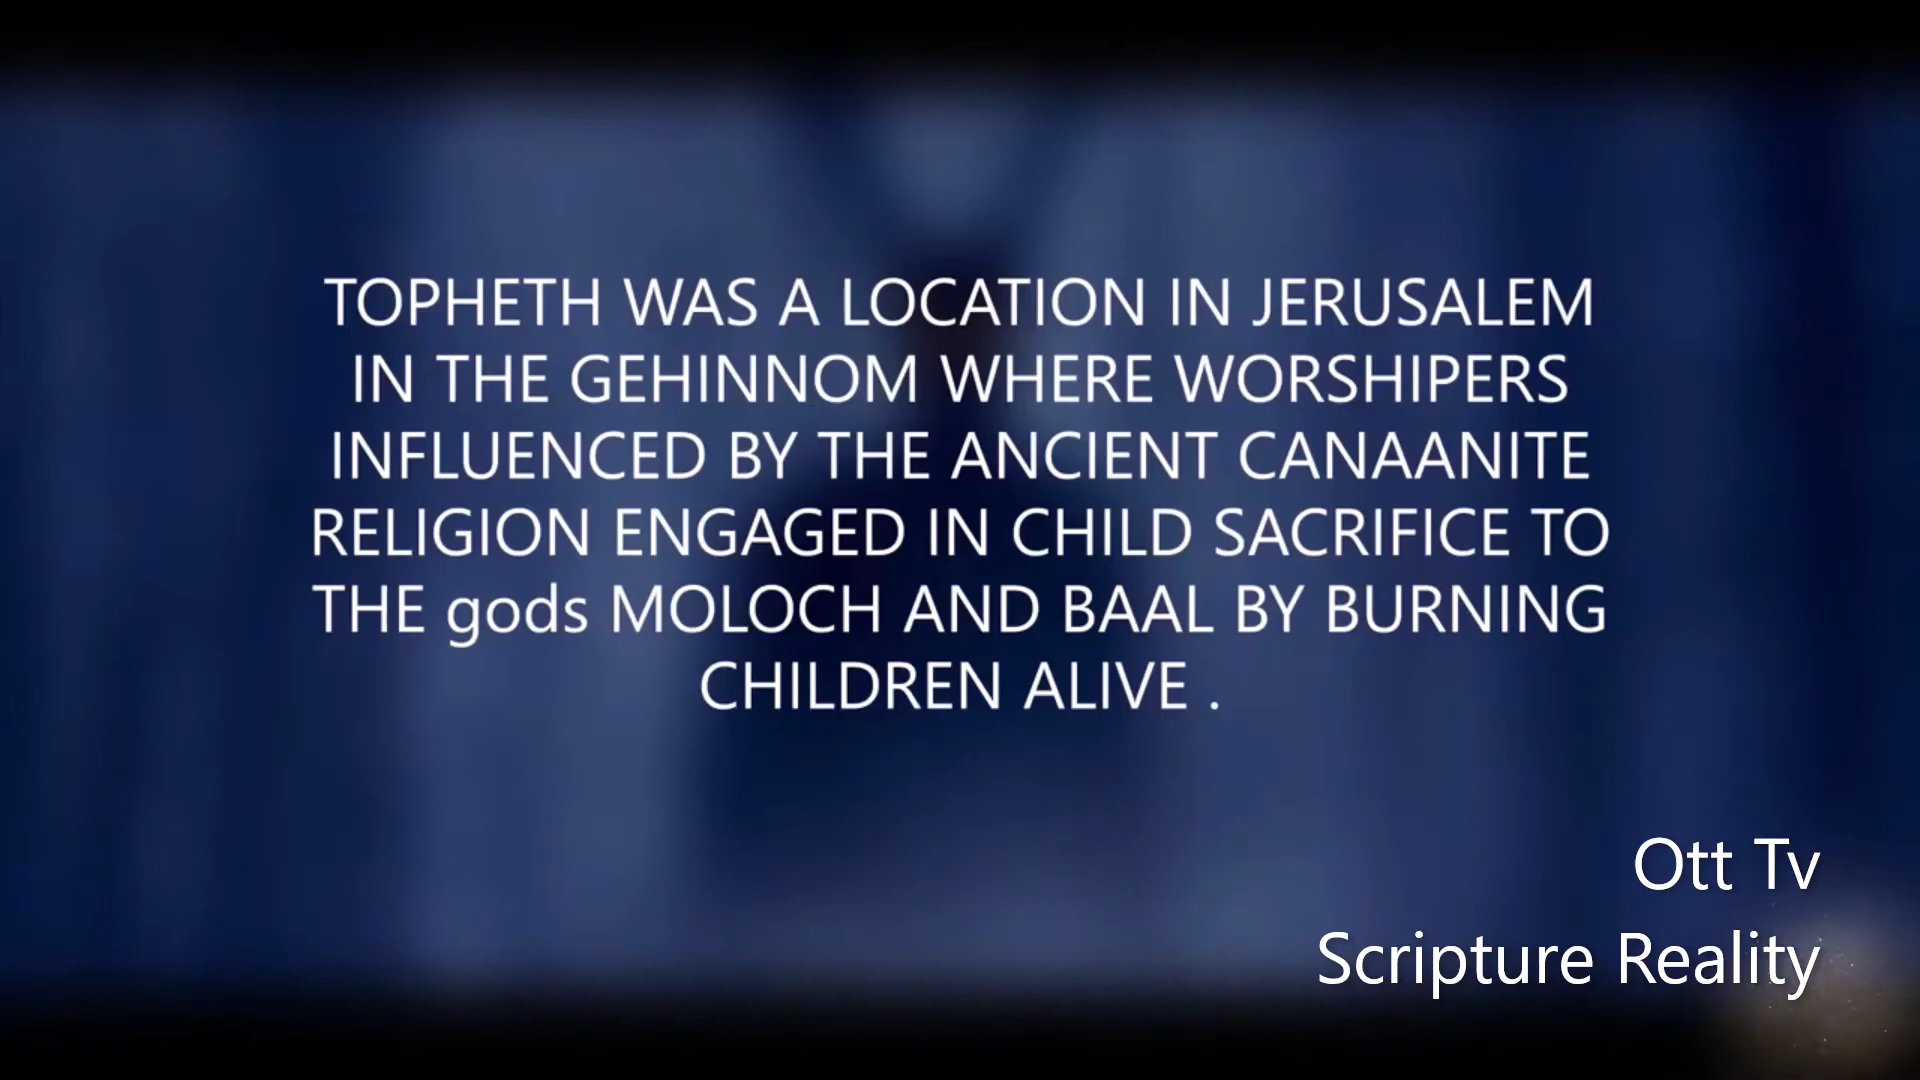 TOPHETH WAS A LOCATION IN JERUSALEM
IN THE GEHINNOM WHERE WORSHIPERS
INFLUENCED BY THE ANCIENT CANAANITE
RELIGION ENGAGED IN CHILD SACRIFICE TO
THE gods MOLOCH AND BAAL BY BURNING
CHILDREN ALIVE .
Ott Tv
Scripture Reality